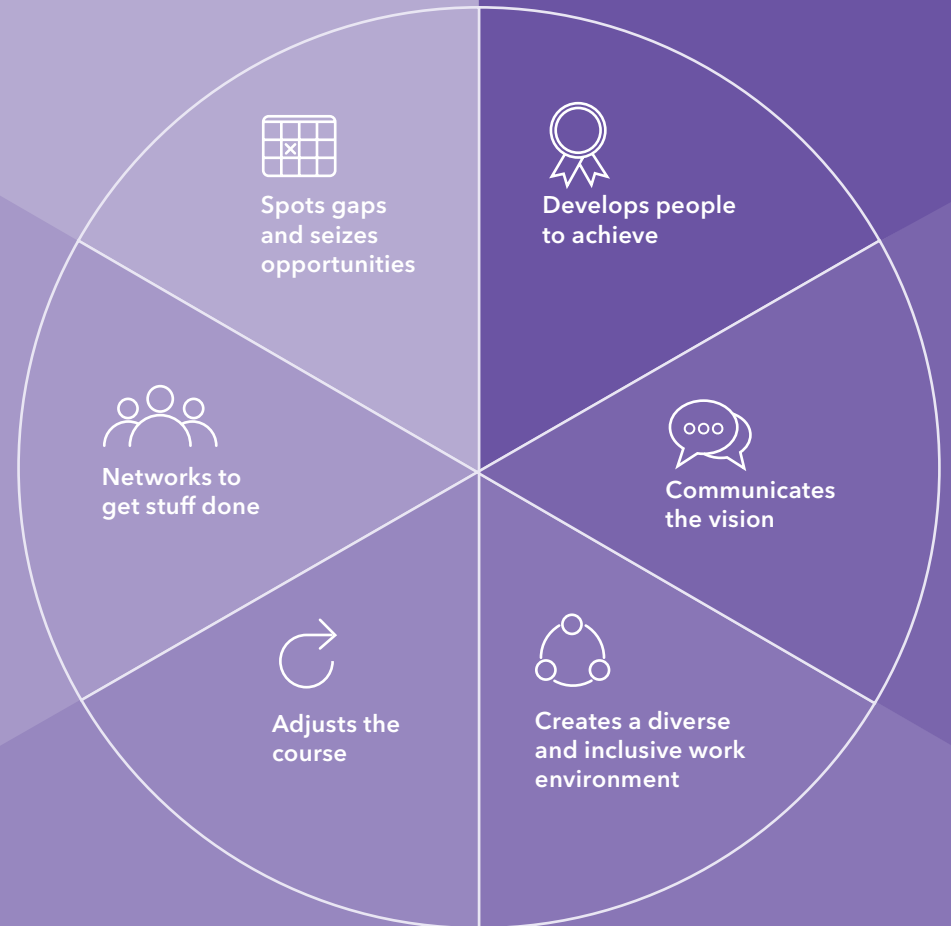 Spots gaps
and seizes
opportunities
Develops people
to achieve
Networks to
get stuff done
Communicates
the vision
Adjusts the
course
Creates a diverse
and inclusive work
environment